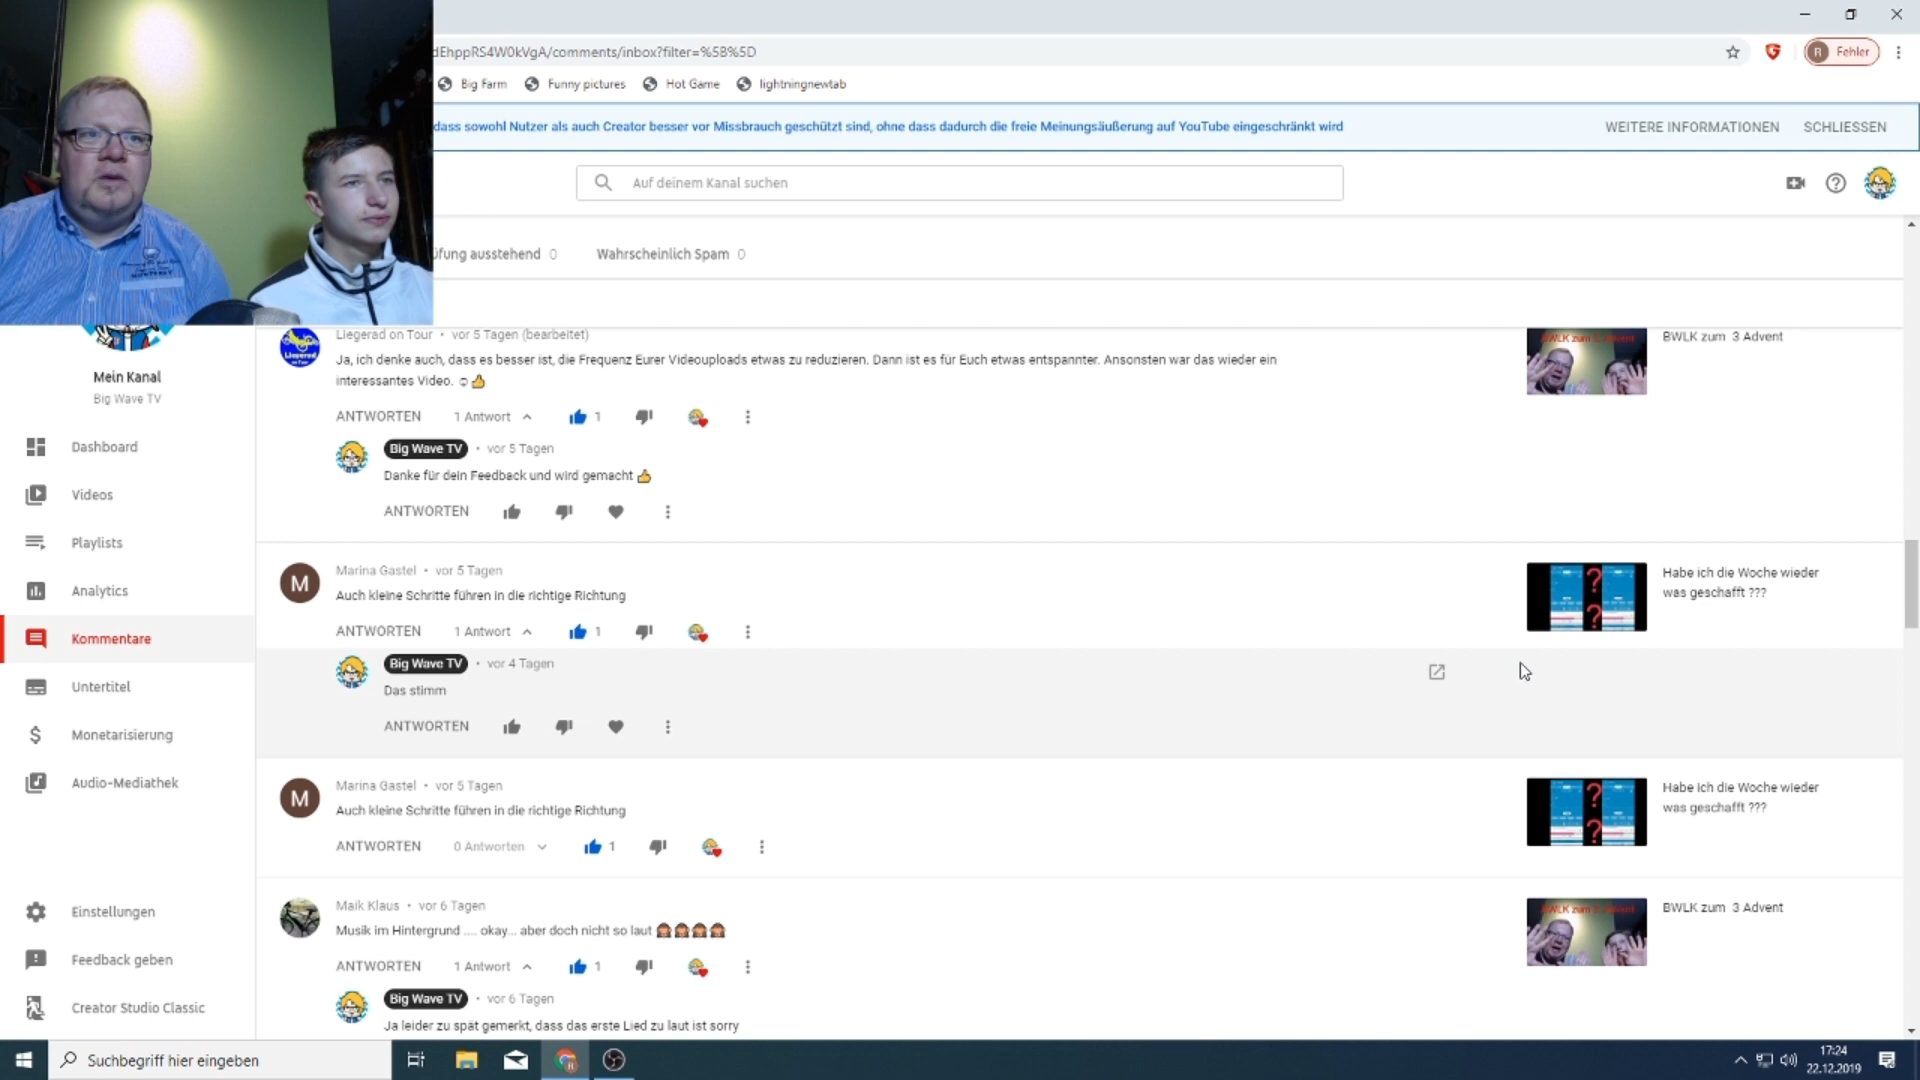 dEhppRS4W0kVgA/comments/inbox?filter=%5B%5D
R Fehler
Big Farm
Funny pictures
Hot Game
lightningnewtab
dass sowohl Nutzer als auch Creator besser vor Missbrauch geschützt sind, ohne dass dadurch die freie Meinungsäußerung auf YouTube eingeschränkt wird
WEITERE INFORMATIONEN
SCHLIESSEN
Auf deinem Kanal suchen
üfung ausstehend 0
Wahrscheinlich Spam 0
Mein Kanal
Big Wave TV
Dashboard
Videos
Playlists
Analytics
Kommentare
Untertitel
Monetarisierung
Audio-Mediathek
Einstellungen
Feedback geben
Creator Studio Classic
Liegerad
Liegerad on Tour • vor 5 Tagen (bearbeitet)
Ja, ich denke auch, dass es besser ist, die Frequenz Eurer Videouploads etwas zu reduzieren. Dann ist es für Euch etwas entspannter. Ansonsten war das wieder ein
interessantes Video. ☺👍
ANTWORTEN 1 Antwort 1
BWLK zum 3 Advent
Big Wave TV • vor 5 Tagen
Danke für dein Feedback und wird gemacht 👍
ANTWORTEN
M
Marina Gastel • vor 5 Tagen
Auch kleine Schritte führen in die richtige Richtung
ANTWORTEN 1 Antwort 1
? ?
Habe ich die Woche wieder
was geschafft ???
Big Wave TV • vor 4 Tagen
Das stimm
ANTWORTEN
M
Marina Gastel • vor 5 Tagen
Auch kleine Schritte führen in die richtige Richtung
ANTWORTEN 0 Antworten 1
? ?
Habe ich die Woche wieder
was geschafft ???
Maik Klaus • vor 6 Tagen
Musik im Hintergrund .... okay... aber doch nicht so laut 🙉🙉🙉🙉
ANTWORTEN 1 Antwort 1
BWLK zum 3 Advent
Big Wave TV • vor 6 Tagen
Ja leider zu spät gemerkt, dass das erste Lied zu laut ist sorry
Suchbegriff hier eingeben
17:24
22.12.2019